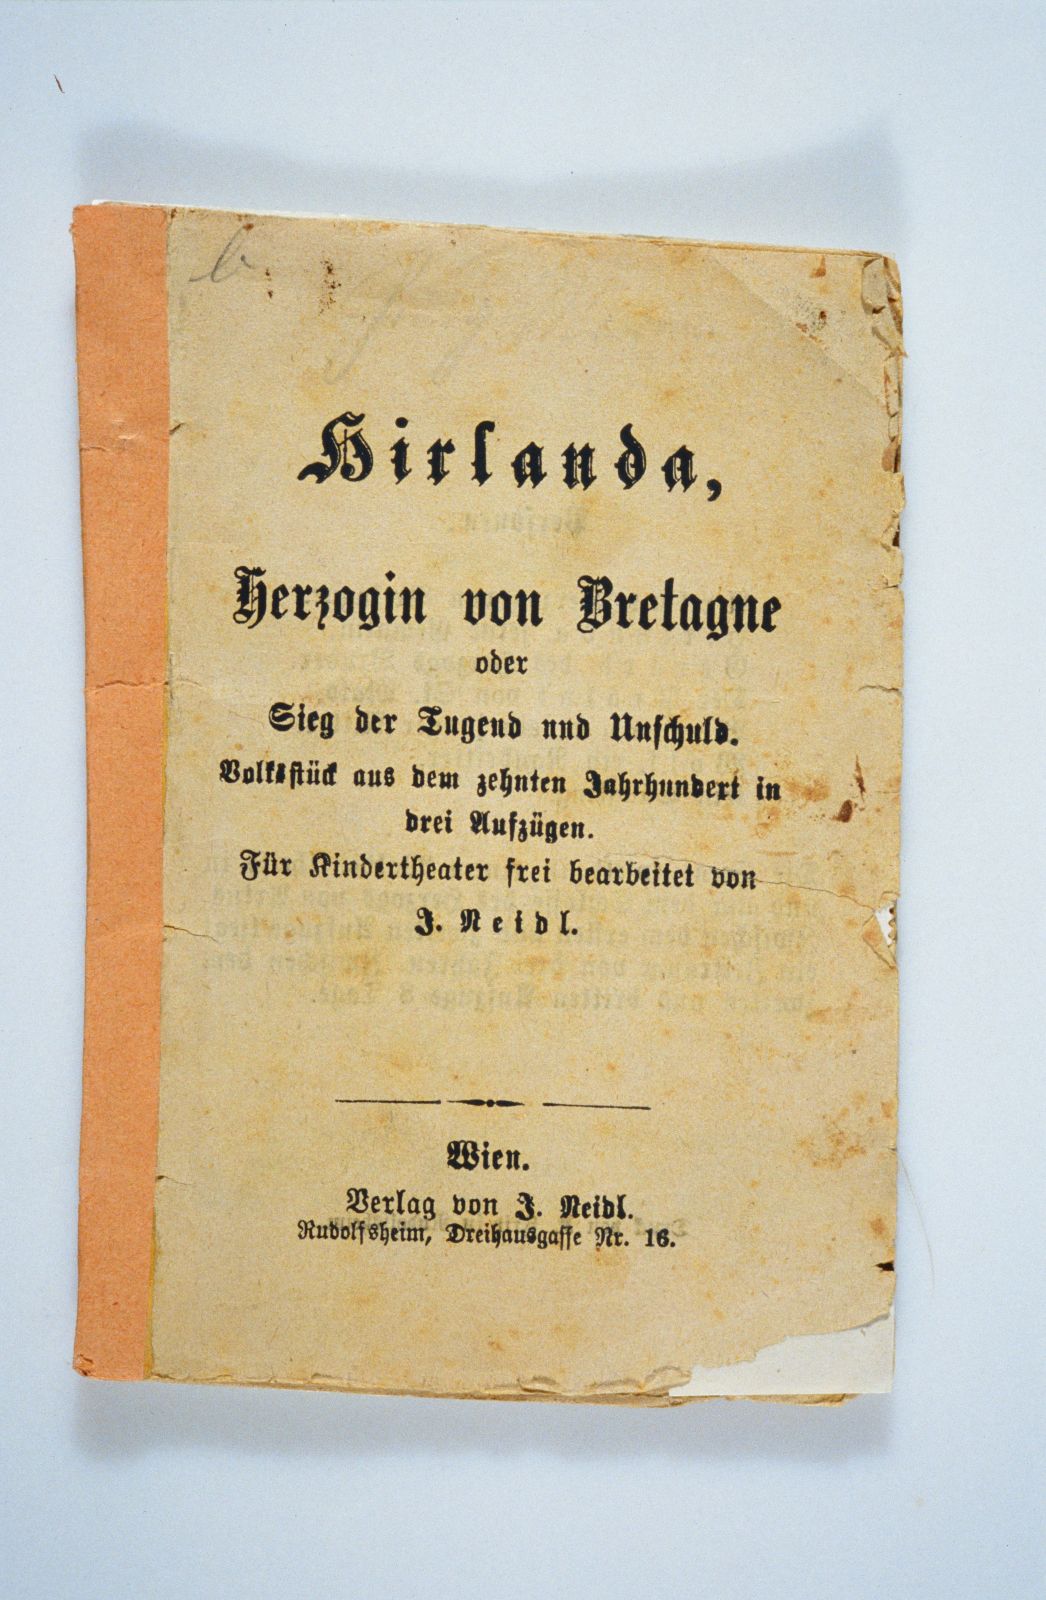 Hirlanda,
Herzogin von Bretagne
oder
Sieg der Tugend und Unschuld.
Volksstück aus dem zehnten Jahrhundert in
drei Aufzügen.
Für Kindertheater frei bearbeitet von
J. Neidl.
Wien.
Verlag von J. Neidl.
Rudolfsheim, Dreihausgasse Nr. 16.